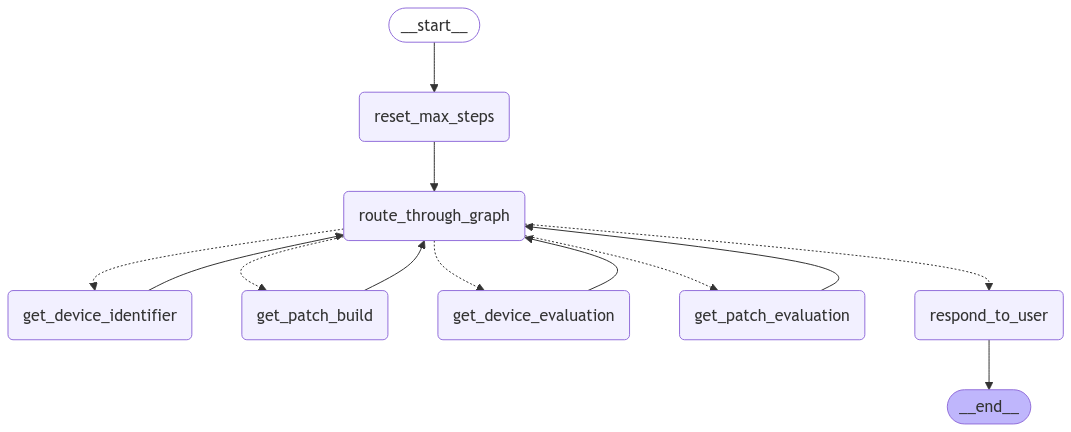 __start__
reset_max_steps
route_through_graph
get_device_identifier
get_patch_build
get_device_evaluation
get_patch_evaluation
respond_to_user
__end__